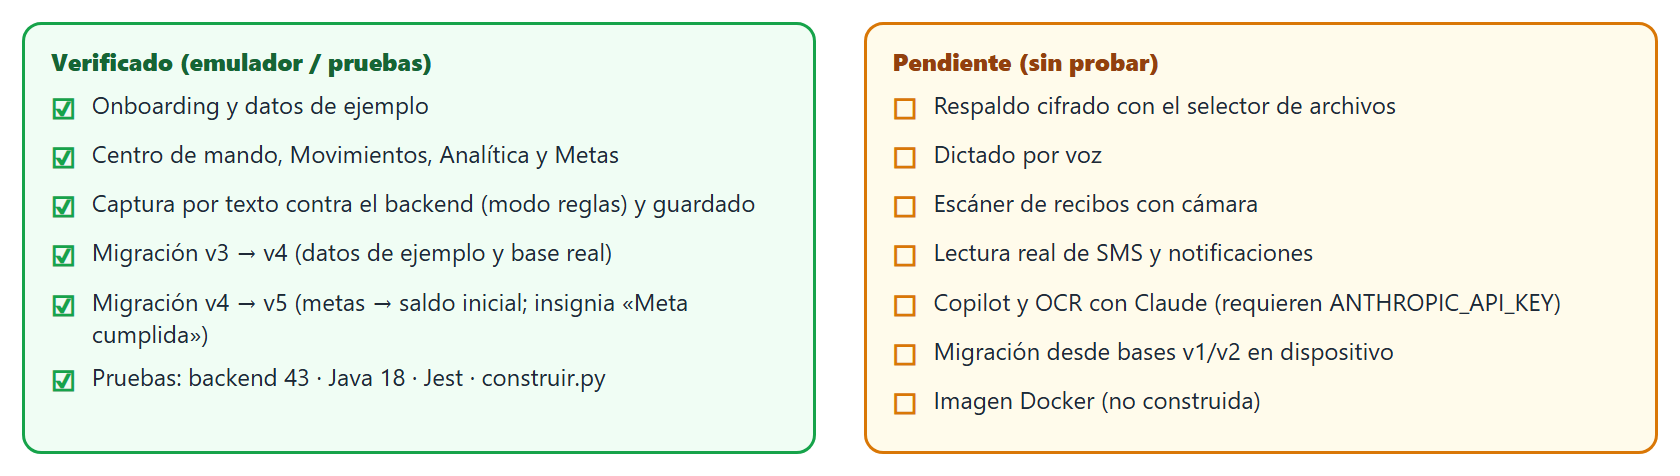 Verificado (emulador / pruebas)
Onboarding y datos de ejemplo
Centro de mando, Movimientos, Analítica y Metas
Captura por texto contra el backend (modo reglas) y guardado
Migración v3 → v4 (datos de ejemplo y base real)
Migración v4 → v5 (metas → saldo inicial; insignia «Meta
cumplida»)
Pruebas: backend 43 · Java 18 · Jest · construir.py
Pendiente (sin probar)
Respaldo cifrado con el selector de archivos
Dictado por voz
Escáner de recibos con cámara
Lectura real de SMS y notificaciones
Copilot y OCR con Claude (requieren ANTHROPIC_API_KEY)
Migración desde bases v1/v2 en dispositivo
Imagen Docker (no construida)